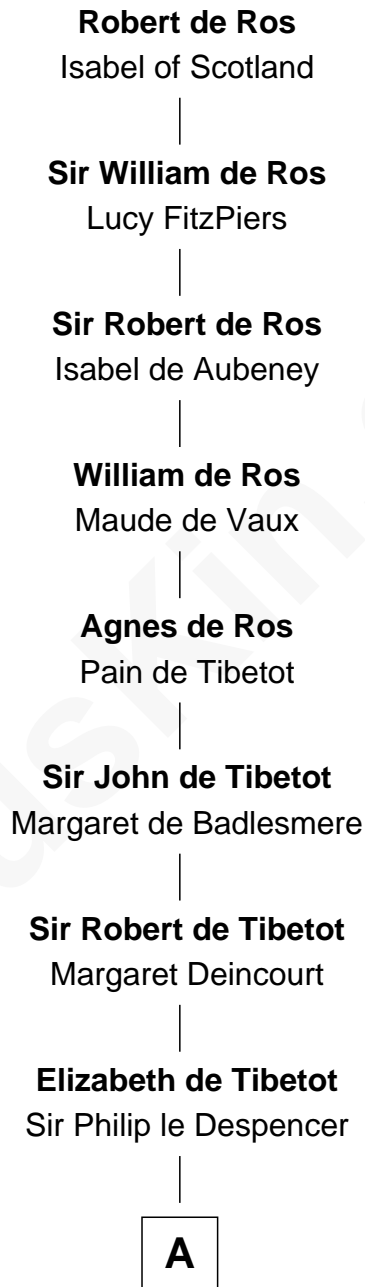 Robert de Ros
Isabel of Scotland
Sir William de Ros
Lucy FitzPiers
Sir Robert de Ros
Isabel de Aubeney
William de Ros
Maude de Vaux
Agnes de Ros
Pain de Tibetot
Sir John de Tibetot
Margaret de Badlesmere
Sir Robert de Tibetot
Margaret Deincourt
Elizabeth de Tibetot
Sir Philip le Despencer
A